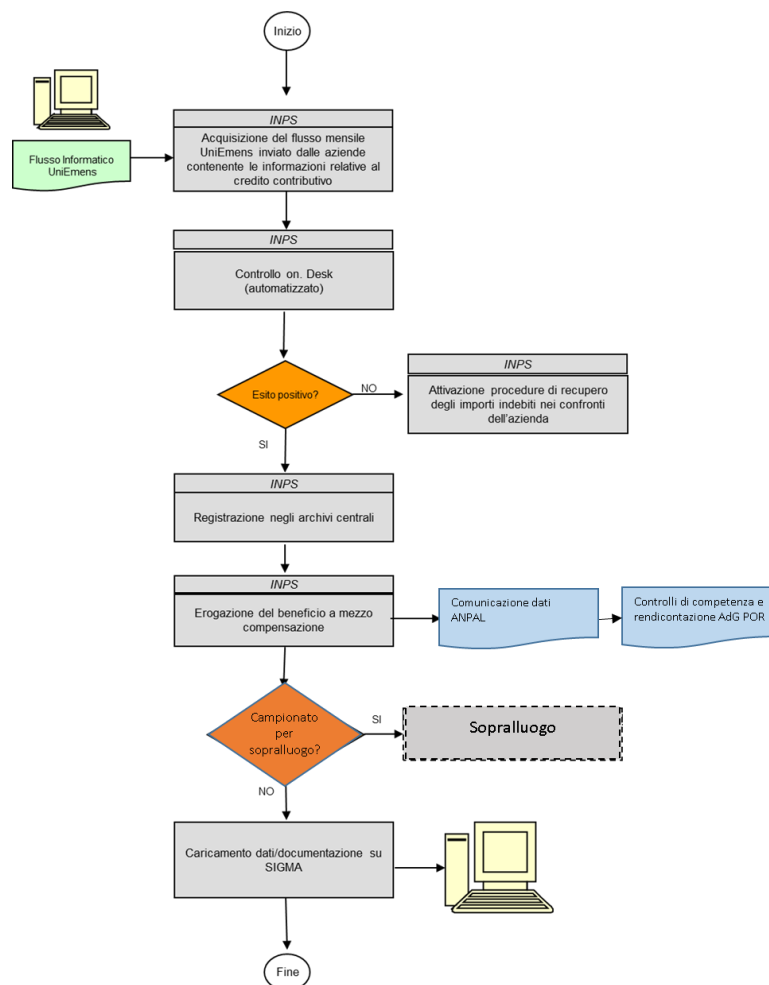 Inizio
INPS
Acquisizione del flusso mensile
UniEmens inviato dalle aziende
contenente le informazioni relative al
credito contributivo
Flusso Informatico
UniEmens
INPS
Controllo on. Desk
(automatizzato)
Esito positivo?
NO
INPS
Attivazione procedure di recupero
degli importi indebiti nei confronti
dell'azienda
SI
INPS
Registrazione negli archivi centrali
INPS
Erogazione del beneficio a mezzo
compensazione
Comunicazione dati
ANPAL
Controlli di competenza e
rendicontazione AdG POR
Campionato
per
sopralluogo?
SI
Sopralluogo
NO
Caricamento dati/documentazione su
SIGMA
Fine